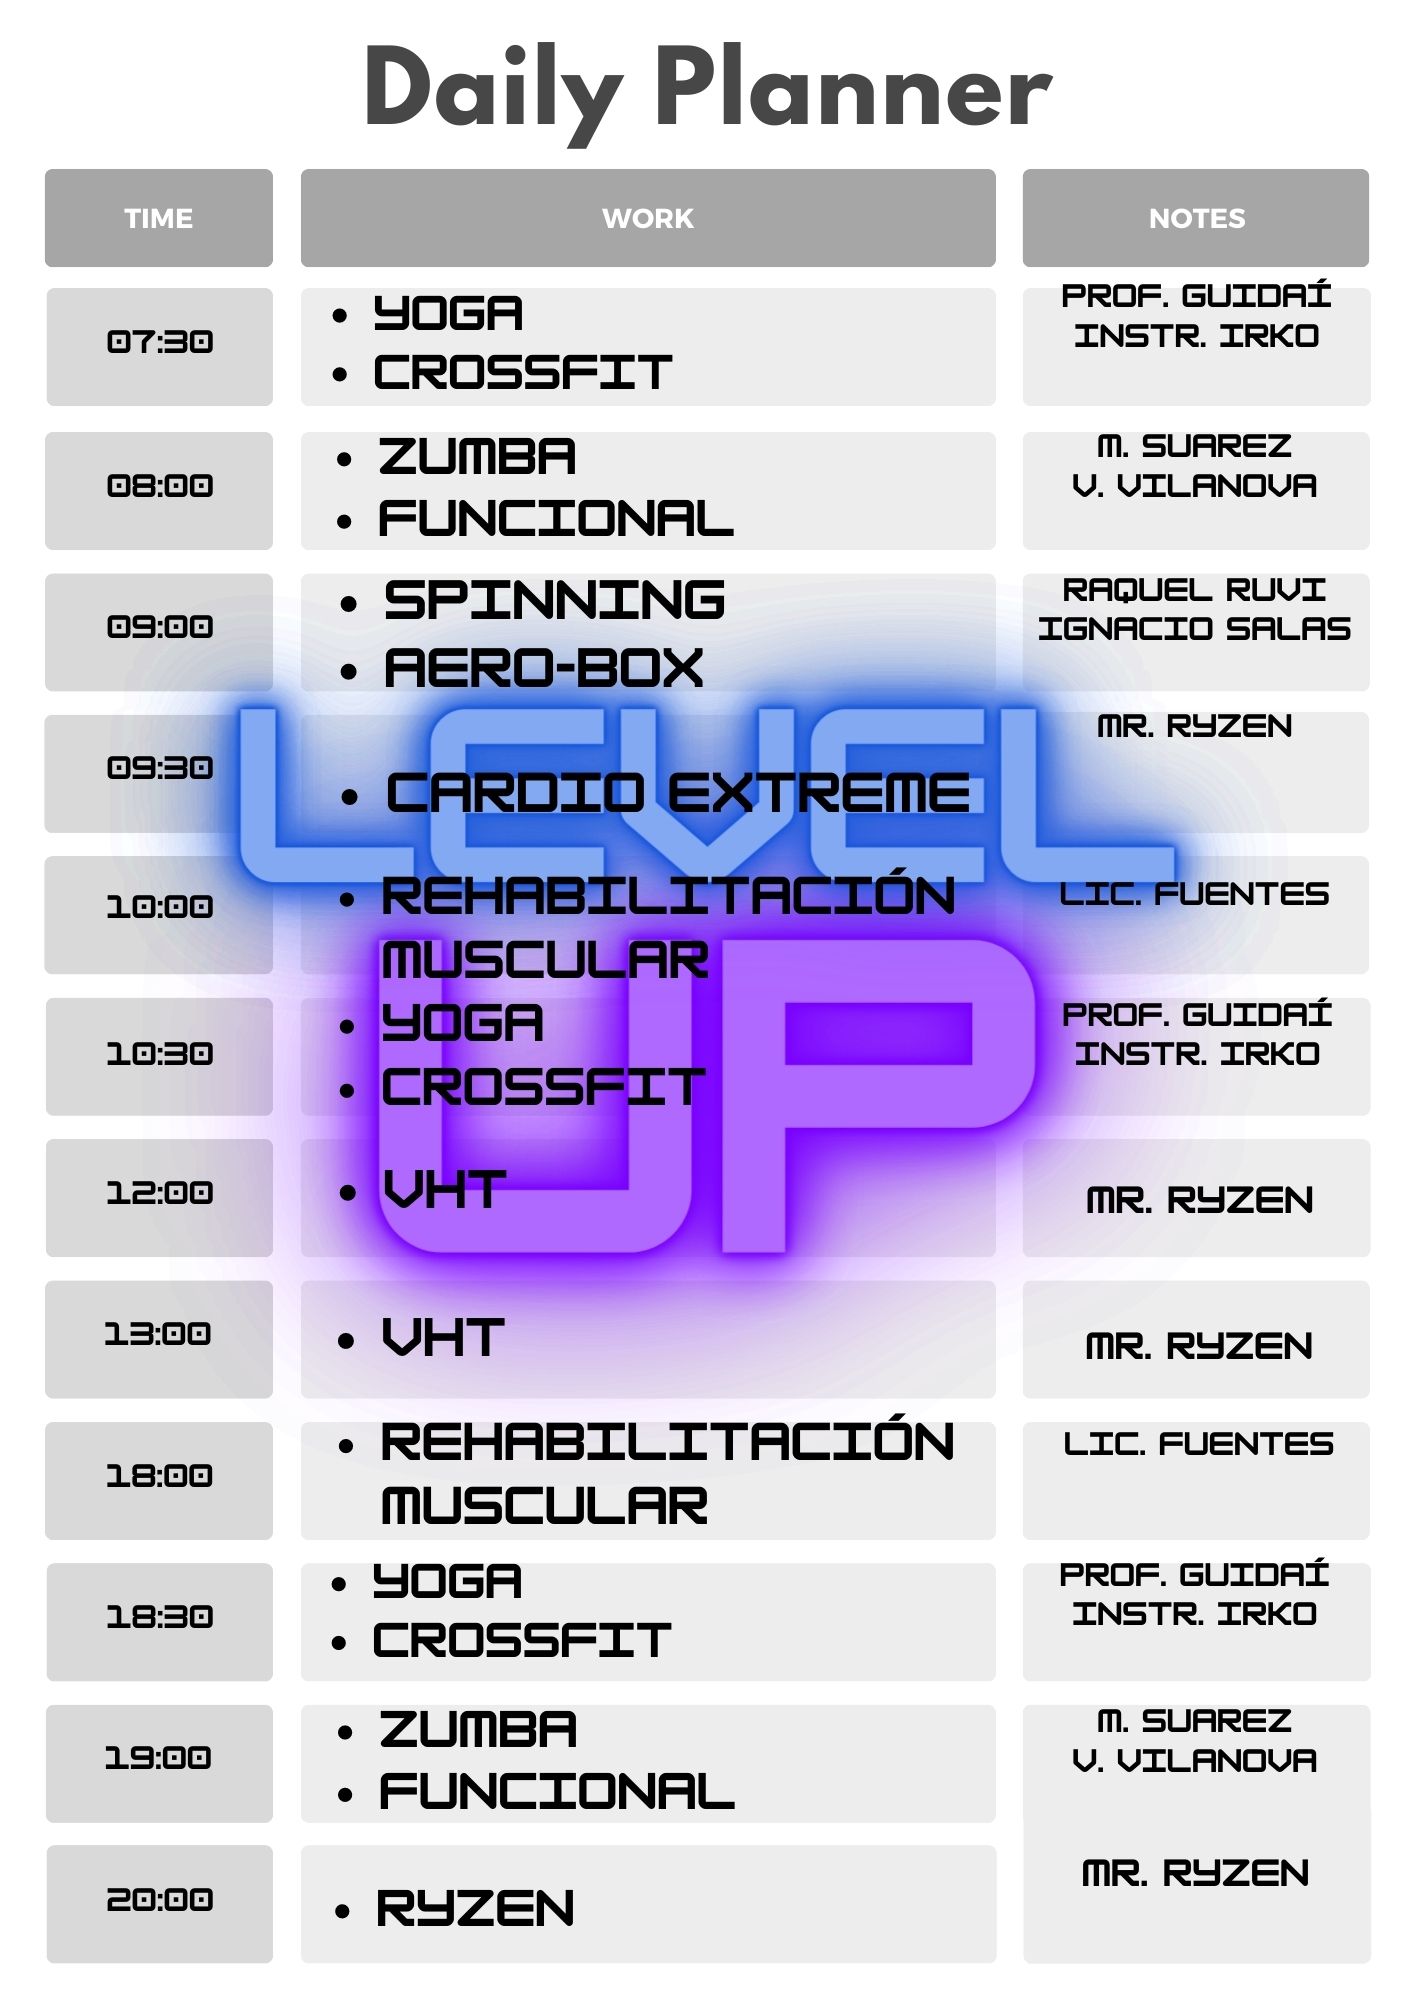 Daily Planner
TIME WORK NOTES
07:30
• YOGA
• CROSSFIT
PROF. GUIDAÍ
INSTR. IRKO
08:00
• ZUMBA
• FUNCIONAL
M. SUAREZ
V. VILANOVA
09:00
• SPINNING
• AERO-BOX
RAQUEL RUVI
IGNACIO SALAS
09:30
• CARDIO EXTREME
MR. RYZEN
LEVEL
10:00
• REHABILITACIÓN
MUSCULAR
LIC. FUENTES
UP
10:30
• YOGA
• CROSSFIT
PROF. GUIDAÍ
INSTR. IRKO
12:00
• VHT
MR. RYZEN
13:00
• VHT
MR. RYZEN
18:00
• REHABILITACIÓN
MUSCULAR
LIC. FUENTES
18:30
• YOGA
• CROSSFIT
PROF. GUIDAÍ
INSTR. IRKO
19:00
• ZUMBA
• FUNCIONAL
M. SUAREZ
V. VILANOVA
20:00
• RYZEN
MR. RYZEN